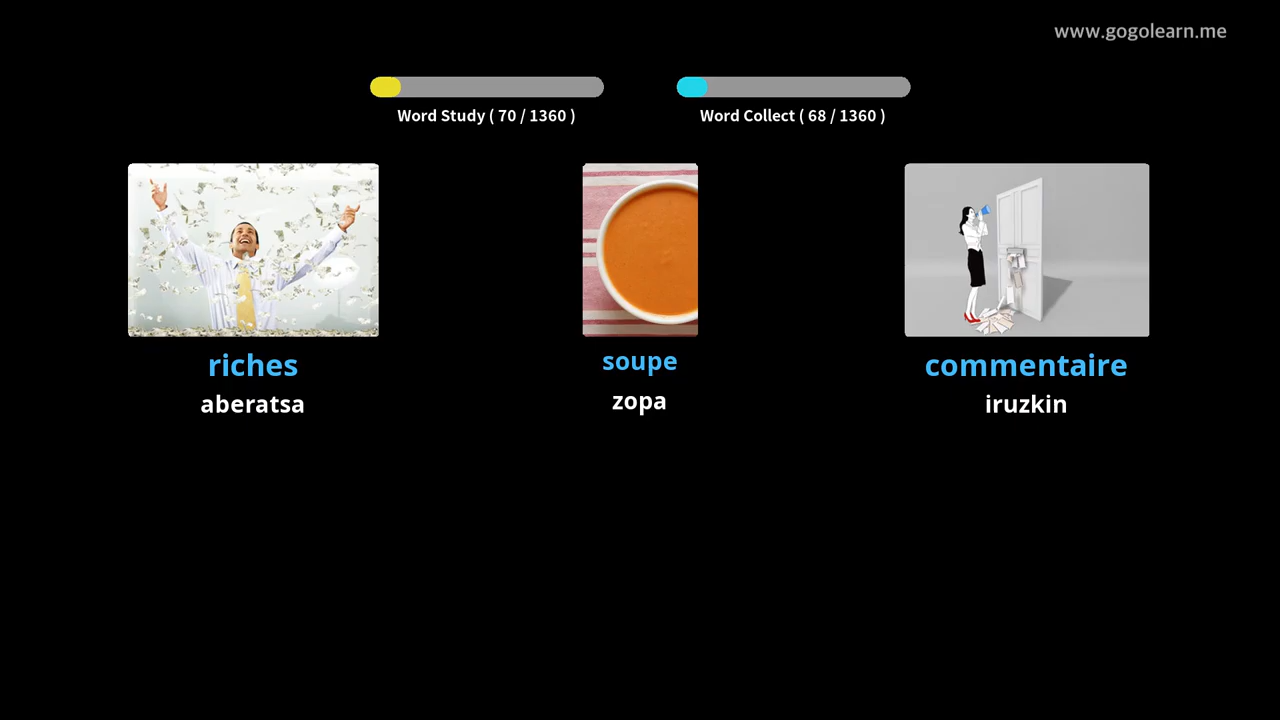 www.gogolearn.me
Word Study ( 70 / 1360 )
Word Collect ( 68 / 1360 )
riches
aberatsa
soupe
zopa
commentaire
iruzkin